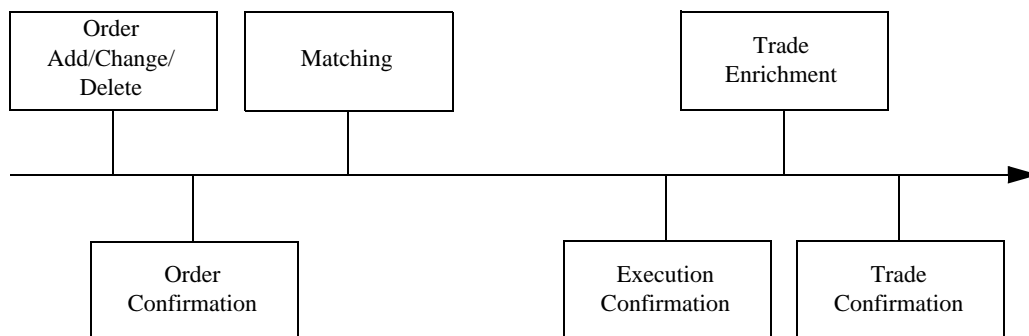 Order
Add/Change/
Delete
Matching
Trade
Enrichment
Order
Confirmation
Execution
Confirmation
Trade
Confirmation